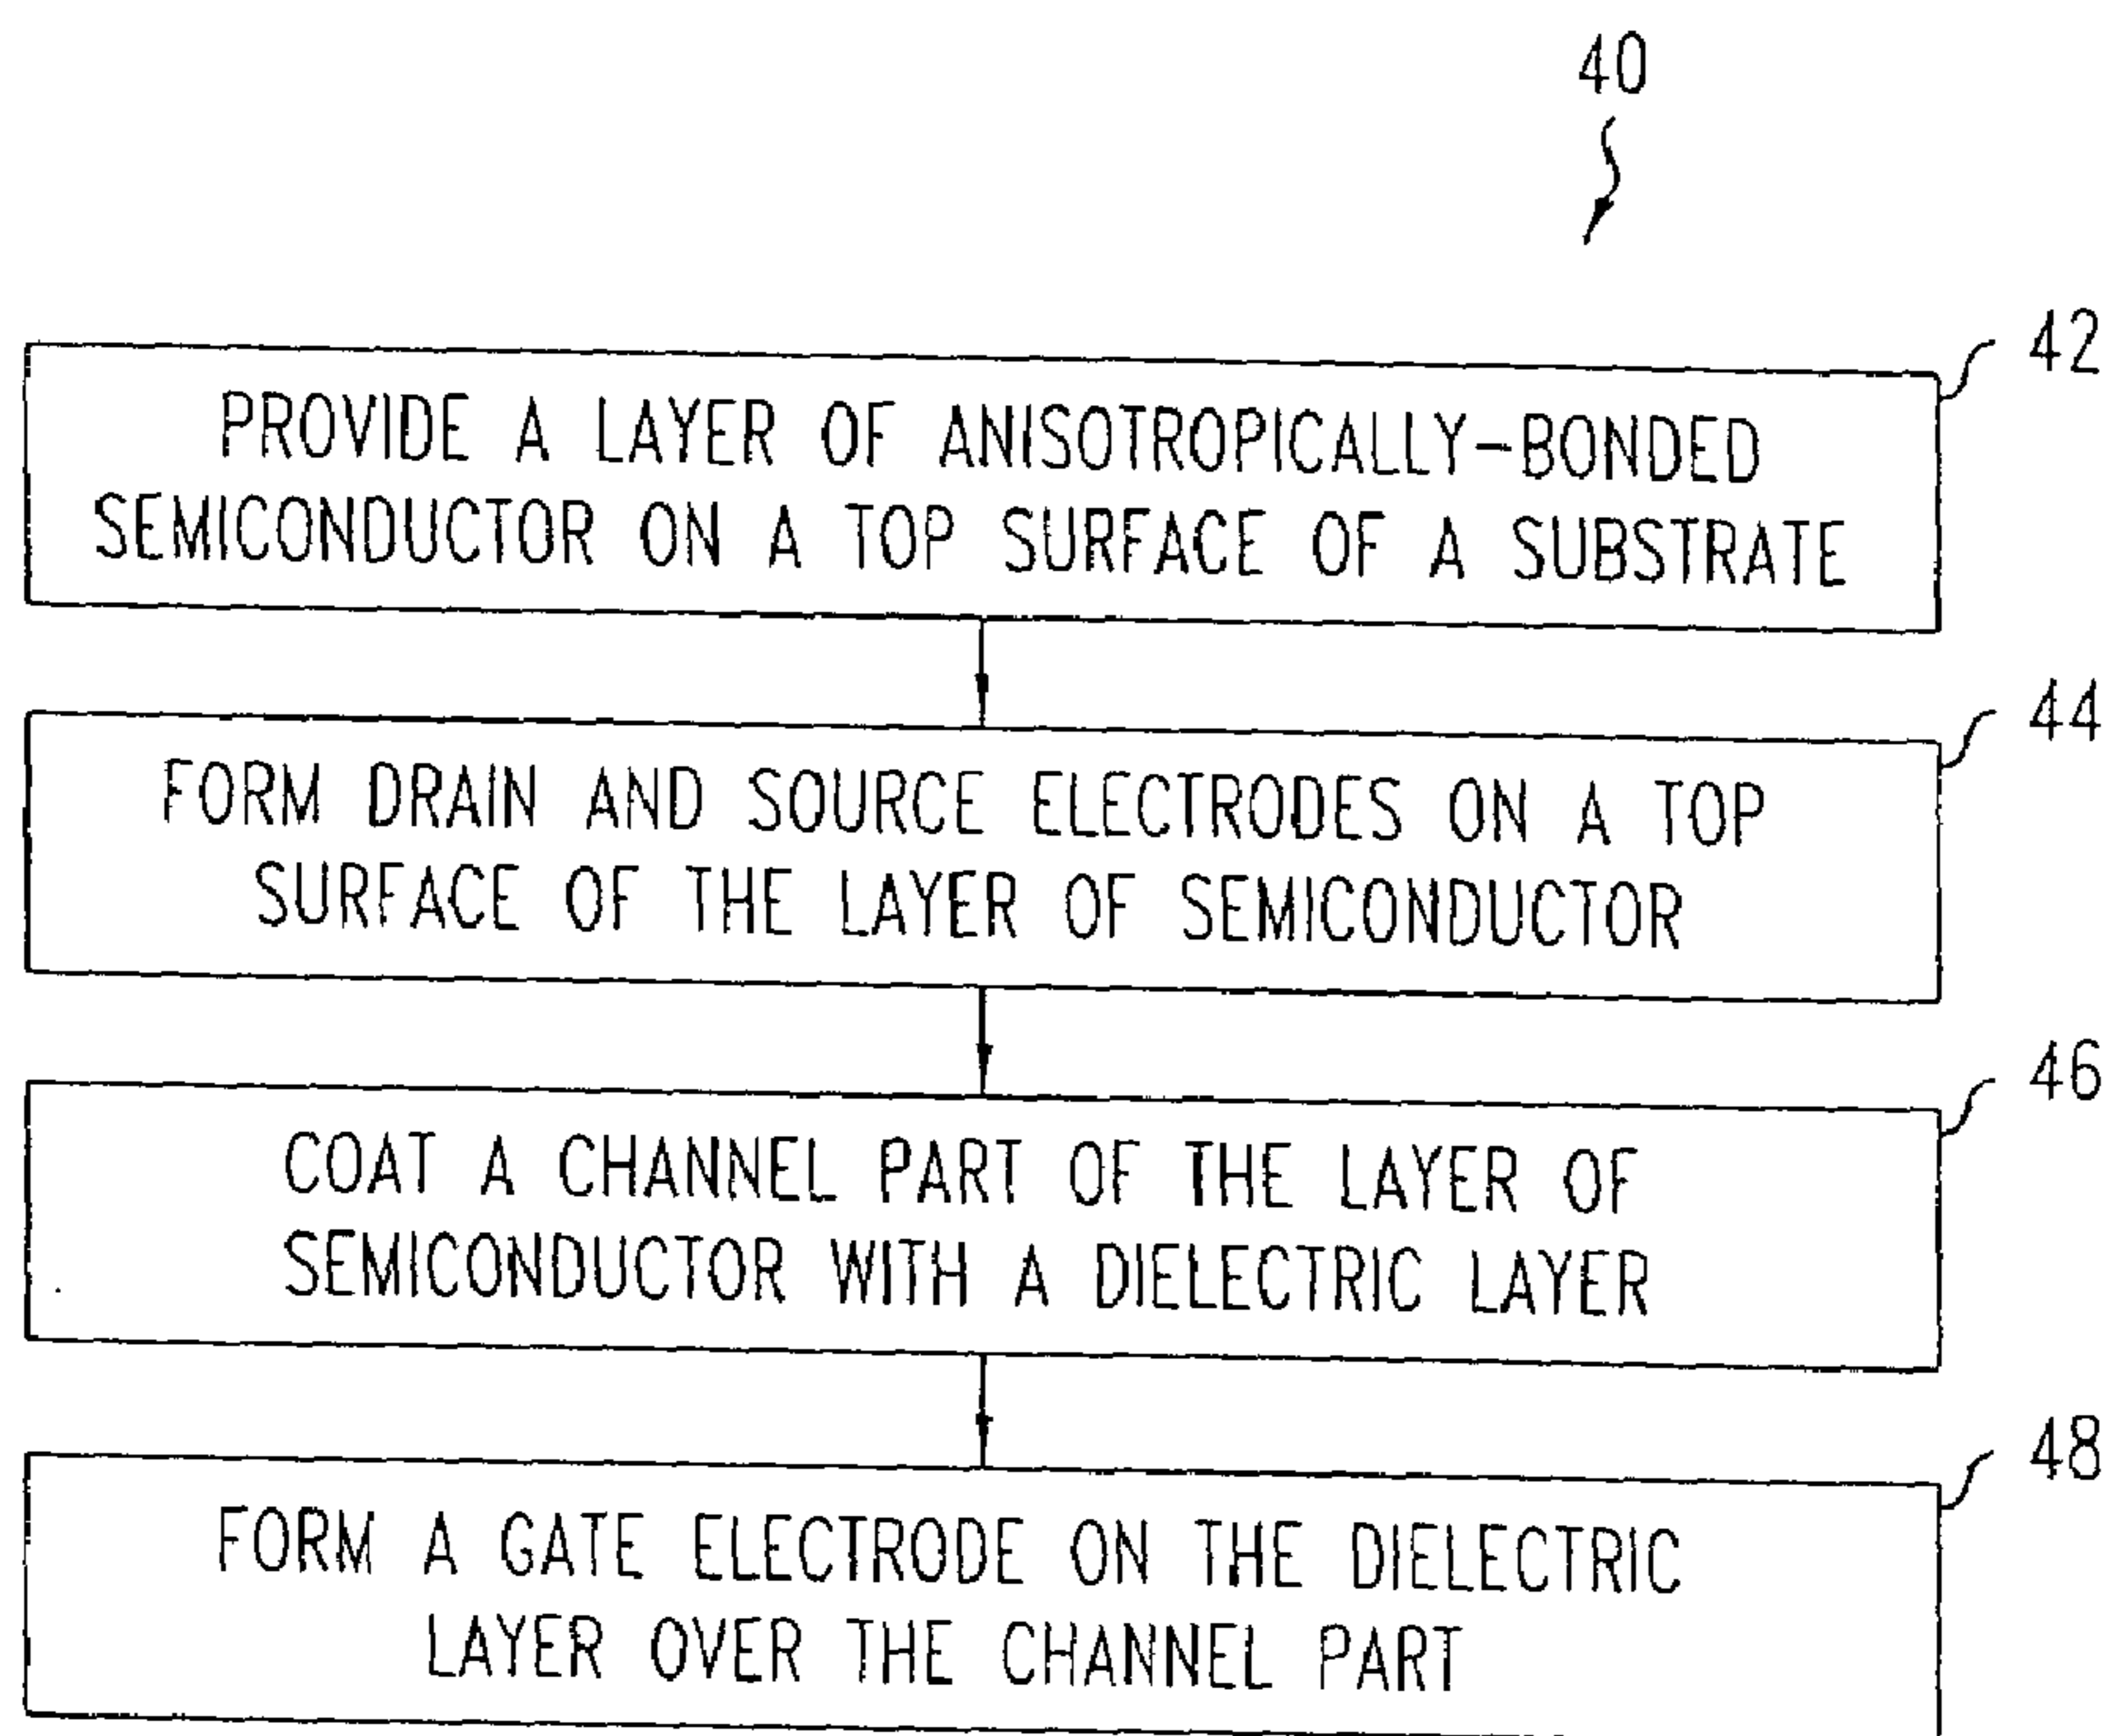 40
42
PROVIDE A LAYER OF ANISOTROPICALLY-BONDED
SEMICONDUCTOR ON A TOP SURFACE OF A SUBSTRATE
44
FORM DRAIN AND SOURCE ELECTRODES ON A TOP
SURFACE OF THE LAYER OF SEMICONDUCTOR
46
COAT A CHANNEL PART OF THE LAYER OF
SEMICONDUCTOR WITH A DIELECTRIC LAYER
48
FORM A GATE ELECTRODE ON THE DIELECTRIC
LAYER OVER THE CHANNEL PART